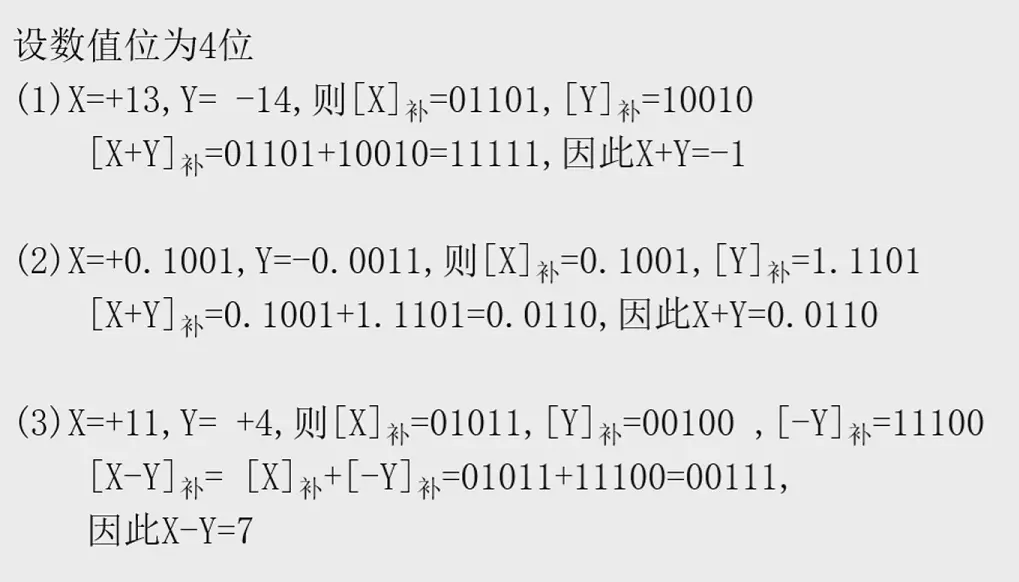 设数值位为4位
(1)X=+13,Y= -14,则[X]补=01101,[Y]补=10010
[X+Y]补=01101+10010=11111,因此X+Y=-1
(2)X=+0.1001,Y=-0.0011,则[X]补=0.1001,[Y]补=1.1101
[X+Y]补=0.1001+1.1101=0.0110,因此X+Y=0.0110
(3)X=+11,Y= +4,则[X]补=01011,[Y]补=00100 ,[-Y]补=11100
[X-Y]补= [X]补+[-Y]补=01011+11100=00111,
因此X-Y=7